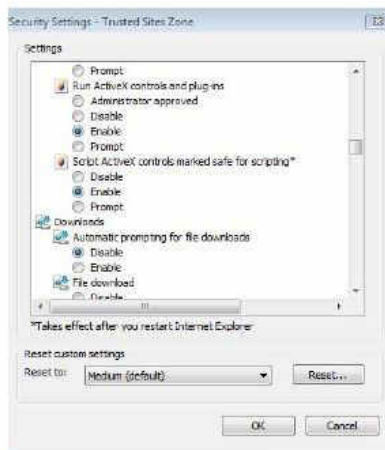 Security Settings - Trusted Sites Zone
Settings
Prompt
Run ActiveX controls and plug-ins
Administrator approved
Disable
Enable
Prompt
Script ActiveX controls marked safe for scripting*
Disable
Enable
Prompt
Downloads
Automatic prompting for file downloads
Disable
Enable
File download
Disable
*Takes effect after you restart Internet Explorer
Reset custom settings
Reset to:
Medium (default)
Reset...
OK
Cancel